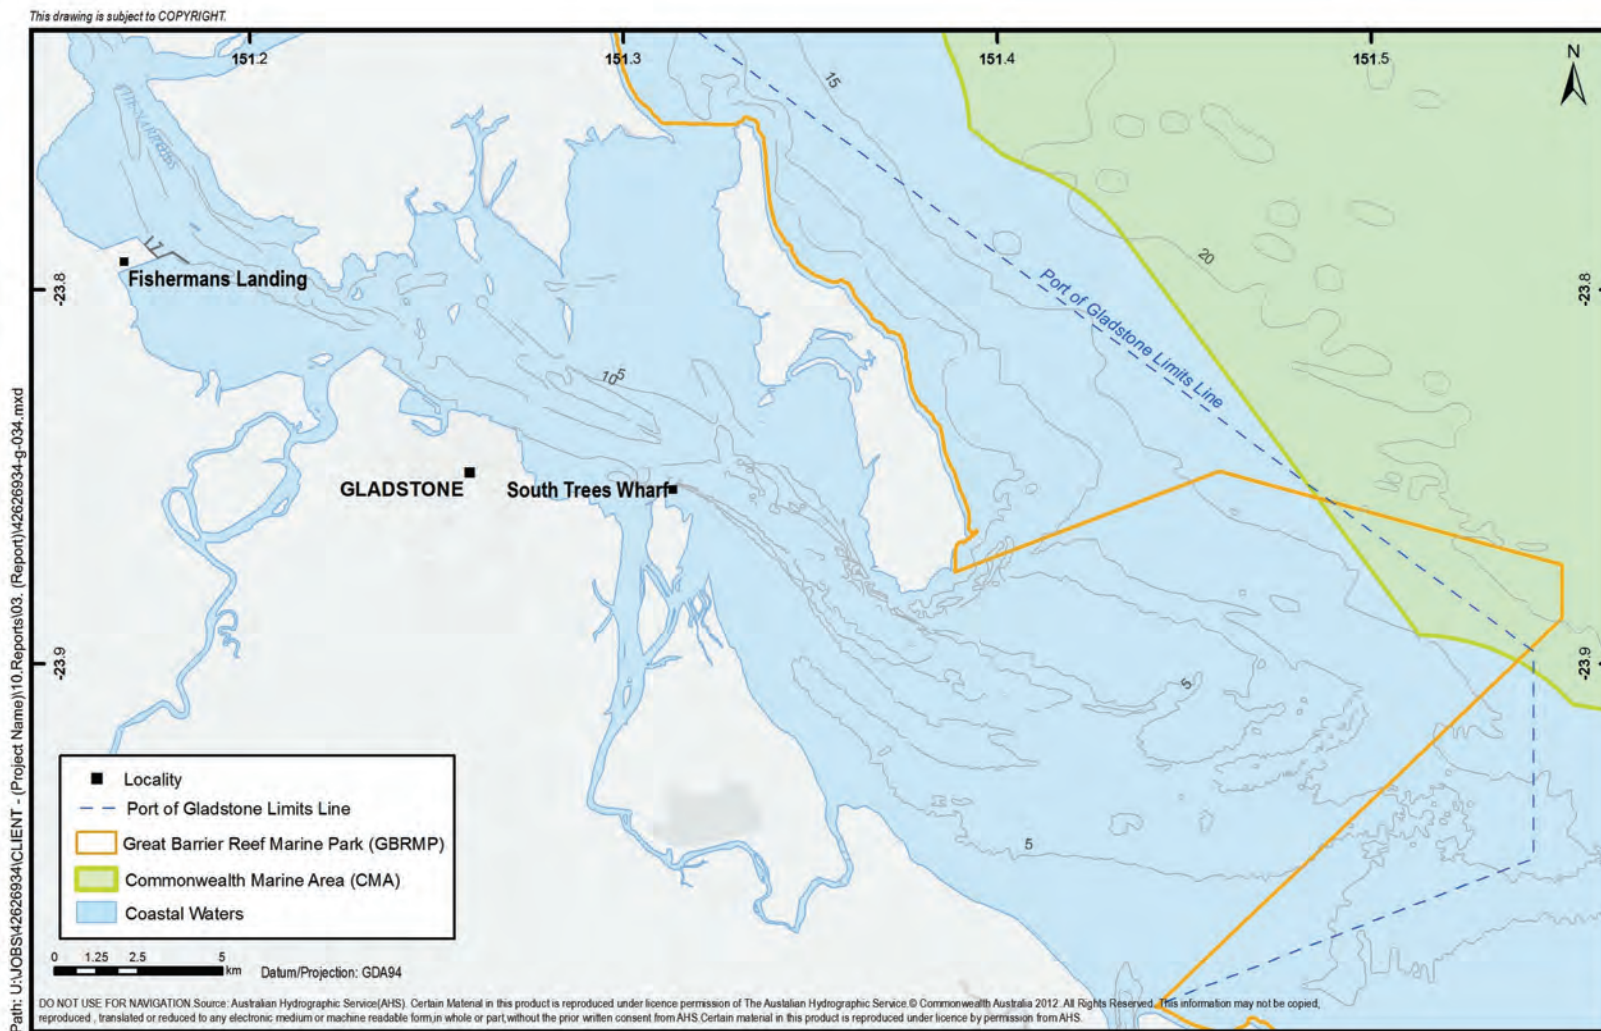 This drawing is subject to COPYRIGHT.
151.2
151.3
151.4
151.5
N
15
THE NARROWS
20
17
Fishermans Landing
-23.8
-23.8
Port of Gladstone Limits Line
10
5
GLADSTONE
South Trees Wharf
-23.9
-23.9
5
5
Locality
Port of Gladstone Limits Line
Great Barrier Reef Marine Park (GBRMP)
Commonwealth Marine Area (CMA)
Coastal Waters
0 1.25 2.5 5
km
Datum/Projection: GDA94
DO NOT USE FOR NAVIGATION Source: Australian Hydrographic Service(AHS). Certain Material in this product is reproduced under licence permission of The Austalian Hydrographic Service.© Commonwealth Australia 2012. All Rights Reserved. This information may not be copied,
reproduced , translated or reduced to any electronic medium or machine readable form,in whole or part,without the prior written consent from AHS.Certain material in this product is reproduced under licence by permission from AHS.
Path: U:\JOBS\42626934\CLIENT - (Project Name)\10.Reports\03. (Report)\42626934-g-034.mxd